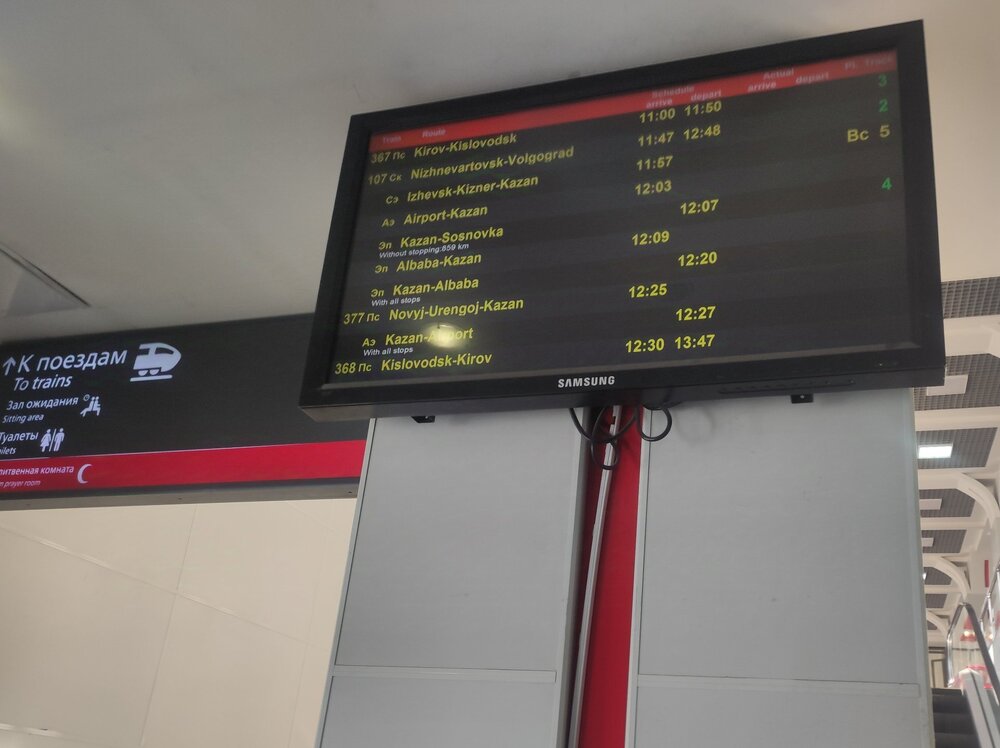 Train Route Schedule arrive depart Actual arrive depart Pl. Track
367 Пс Kirov-Kislovodsk 11:00 11:50 3
107 Ск Nizhnevartovsk-Volgograd 11:47 12:48 2
Сэ Izhevsk-Kizner-Kazan 11:57 Вс 5
Аэ Airport-Kazan 12:03
Эп Kazan-Sosnovka 12:07 4
Without stopping:859 km
Эп Albaba-Kazan 12:09
Эп Kazan-Albaba 12:20
With all stops
377 Пс Novyj-Urengoj-Kazan 12:25
Аэ Kazan-Airport 12:27
With all stops
368 Пс Kislovodsk-Kirov 12:30 13:47
SAMSUNG
К поездам
To trains
Зал ожидания
Sitting area
Туалеты
oilets
литвенная комната
m prayer room